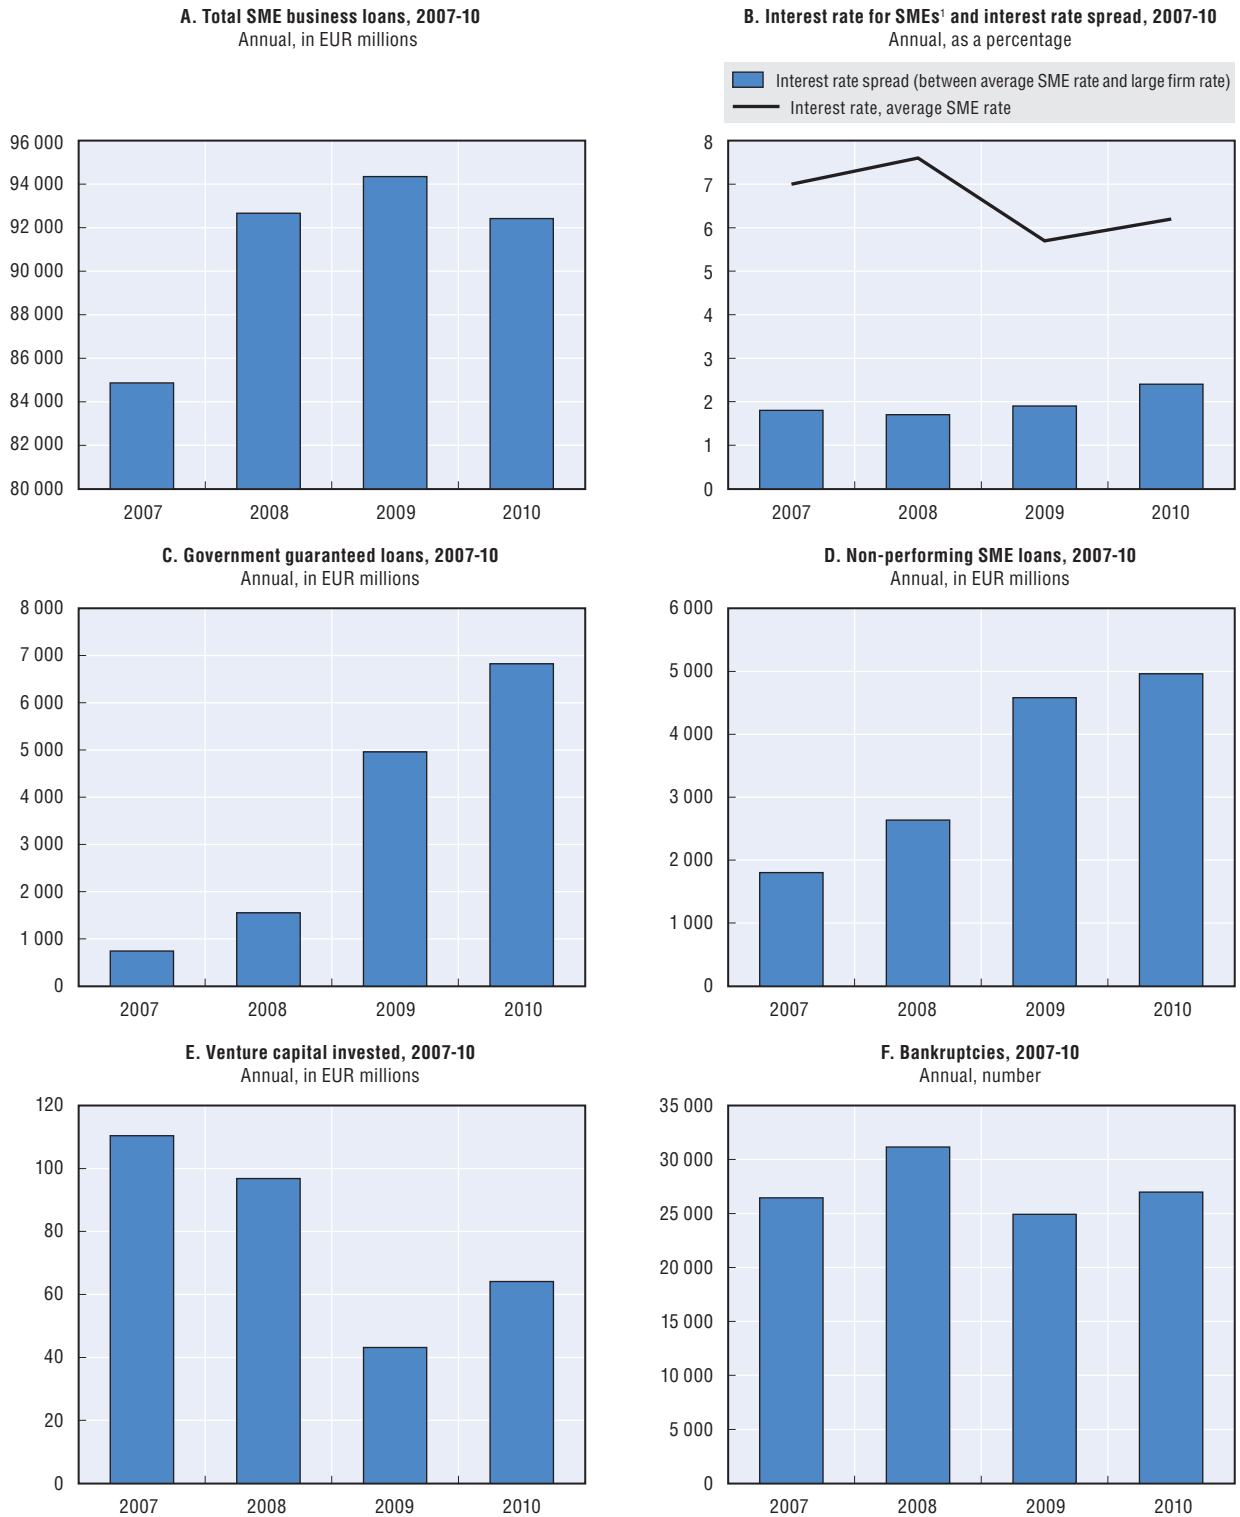 A. Total SME business loans, 2007-10
Annual, in EUR millions
96 000
94 000
92 000
90 000
88 000
86 000
84 000
82 000
80 000
2007 2008 2009 2010
B. Interest rate for SMEs¹ and interest rate spread, 2007-10
Annual, as a percentage
Interest rate spread (between average SME rate and large firm rate)
Interest rate, average SME rate
8
7
6
5
4
3
2
1
0
2007 2008 2009 2010
C. Government guaranteed loans, 2007-10
Annual, in EUR millions
8 000
7 000
6 000
5 000
4 000
3 000
2 000
1 000
0
2007 2008 2009 2010
D. Non-performing SME loans, 2007-10
Annual, in EUR millions
6 000
5 000
4 000
3 000
2 000
1 000
0
2007 2008 2009 2010
E. Venture capital invested, 2007-10
Annual, in EUR millions
120
100
80
60
40
20
0
2007 2008 2009 2010
F. Bankruptcies, 2007-10
Annual, number
35 000
30 000
25 000
20 000
15 000
10 000
5 000
0
2007 2008 2009 2010